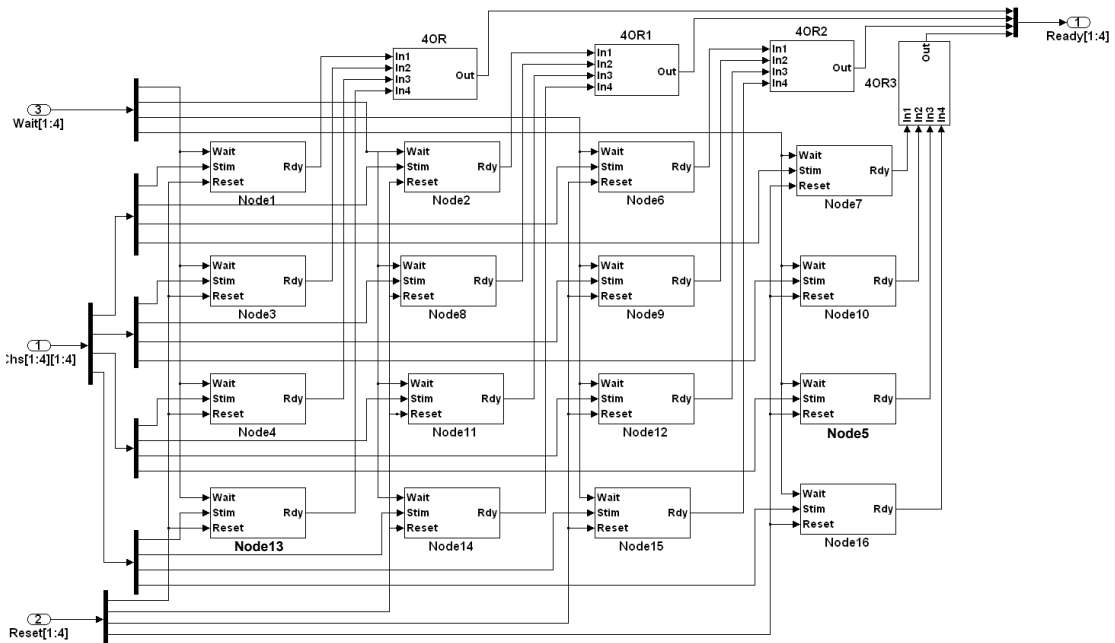 4OR
In1
In2
In3
In4
Out
4OR1
In1
In2
In3
In4
Out
4OR2
In1
In2
In3
In4
Out
4OR3
Out
In1
In2
In3
In4
1
Ready[1:4]
3
Wait[1:4]
Wait
Stim
Reset
Rdy
Node1
Wait
Stim
Reset
Rdy
Node2
Wait
Stim
Reset
Rdy
Node6
Wait
Stim
Reset
Rdy
Node7
Wait
Stim
Reset
Rdy
Node3
Wait
Stim
Reset
Rdy
Node8
Wait
Stim
Reset
Rdy
Node9
Wait
Stim
Reset
Rdy
Node10
1
Chs[1:4][1:4]
Wait
Stim
Reset
Rdy
Node4
Wait
Stim
Reset
Rdy
Node11
Wait
Stim
Reset
Rdy
Node12
Wait
Stim
Reset
Rdy
Node5
Wait
Stim
Reset
Rdy
Node13
Wait
Stim
Reset
Rdy
Node14
Wait
Stim
Reset
Rdy
Node15
Wait
Stim
Reset
Rdy
Node16
2
Reset[1:4]